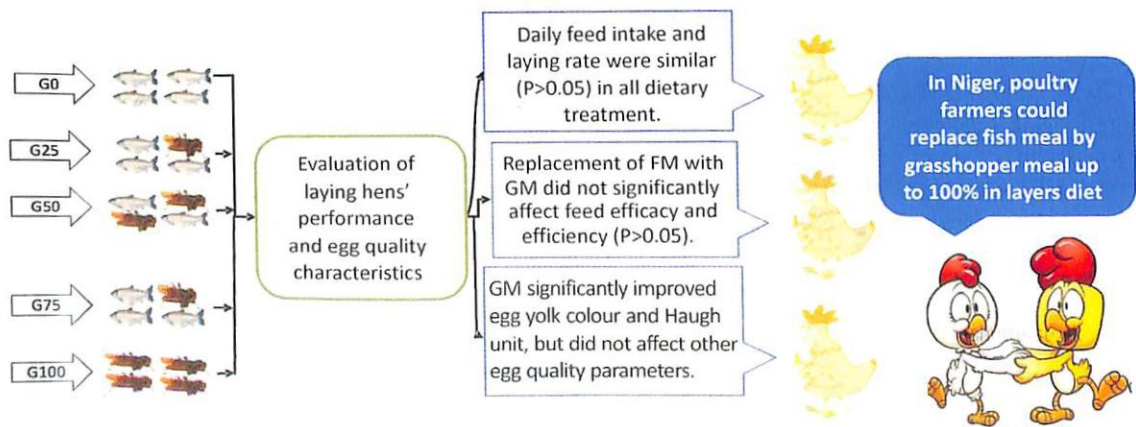 G0
G25
G50
G75
G100
Evaluation of
laying hens'
performance
and egg quality
characteristics
Daily feed intake and
laying rate were similar
(P>0.05) in all dietary
treatment.
Replacement of FM with
GM did not significantly
affect feed efficacy and
efficiency (P>0.05).
GM significantly improved
egg yolk colour and Haugh
unit, but did not affect other
egg quality parameters.
In Niger, poultry
farmers could
replace fish meal by
grasshopper meal up
to 100% in layers diet